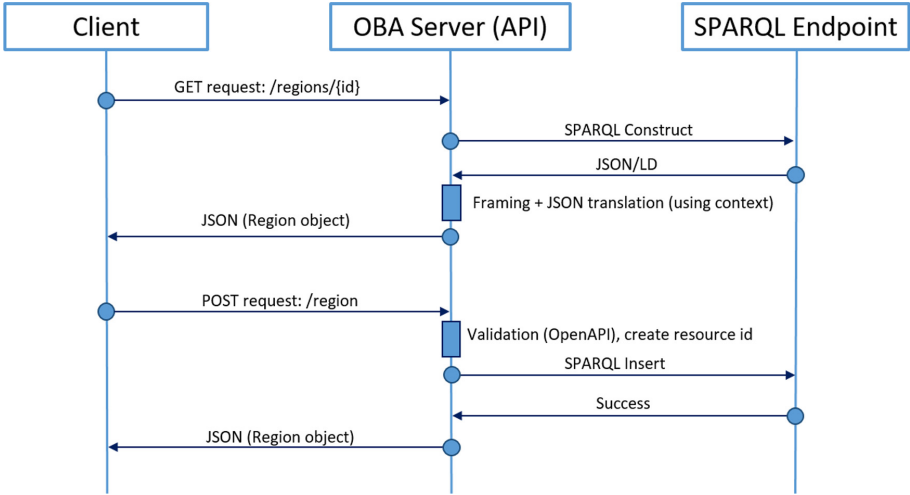 Client
OBA Server (API)
SPARQL Endpoint
GET request: /regions/{id}
SPARQL Construct
JSON/LD
Framing + JSON translation (using context)
JSON (Region object)
POST request: /region
Validation (OpenAPI), create resource id
SPARQL Insert
Success
JSON (Region object)